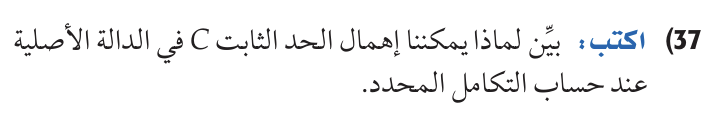 37) اكتب: بيِّن لماذا يمكننا إهمال الحد الثابت C في الدالة الأصلية
عند حساب التكامل المحدد.